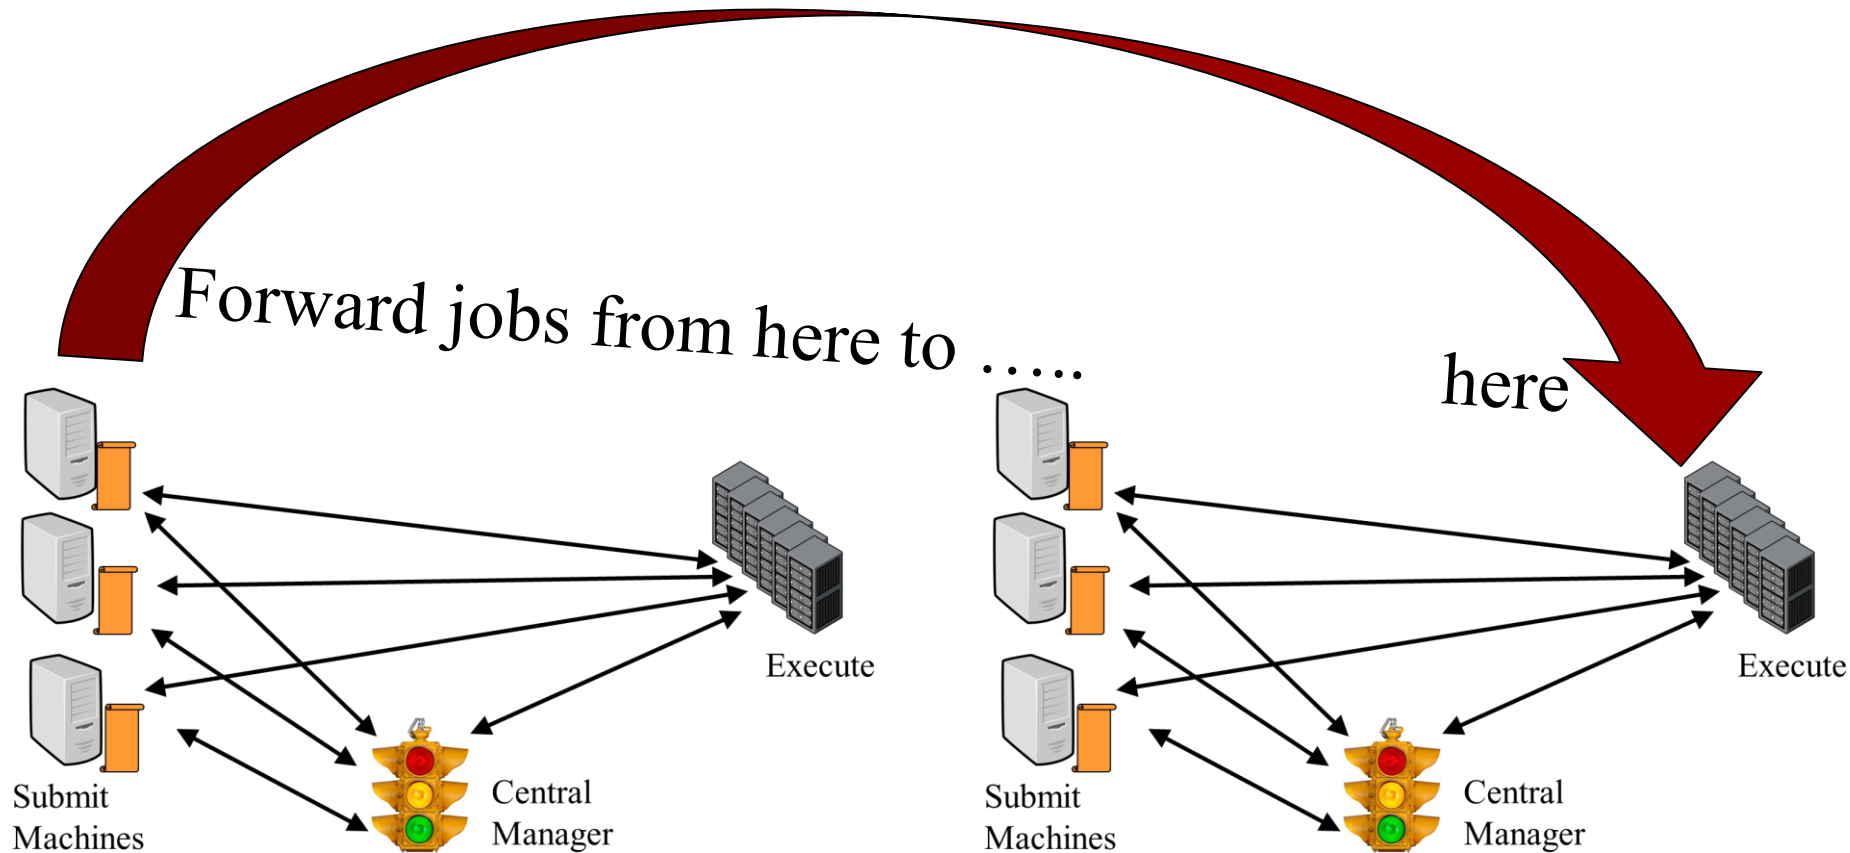 Forward jobs from here to …..
here
Execute
Execute
Submit
Machines
Central
Manager
Submit
Machines
Central
Manager